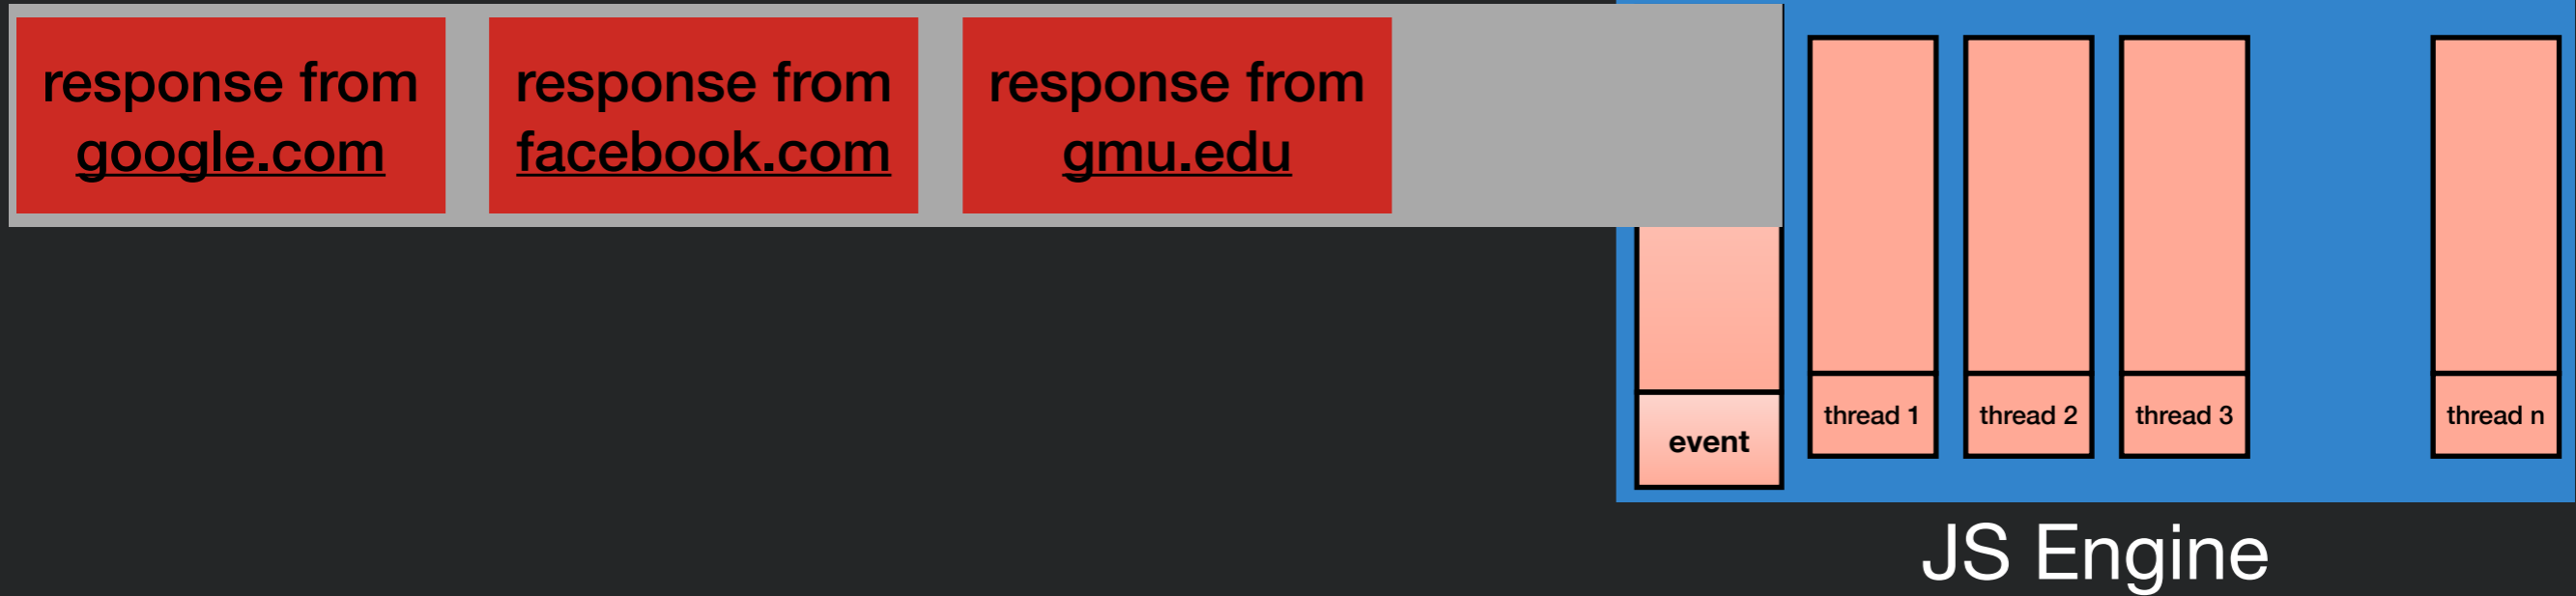 response from
google.com
response from
facebook.com
response from
gmu.edu
event
thread 1
thread 2
thread 3
thread n
JS Engine